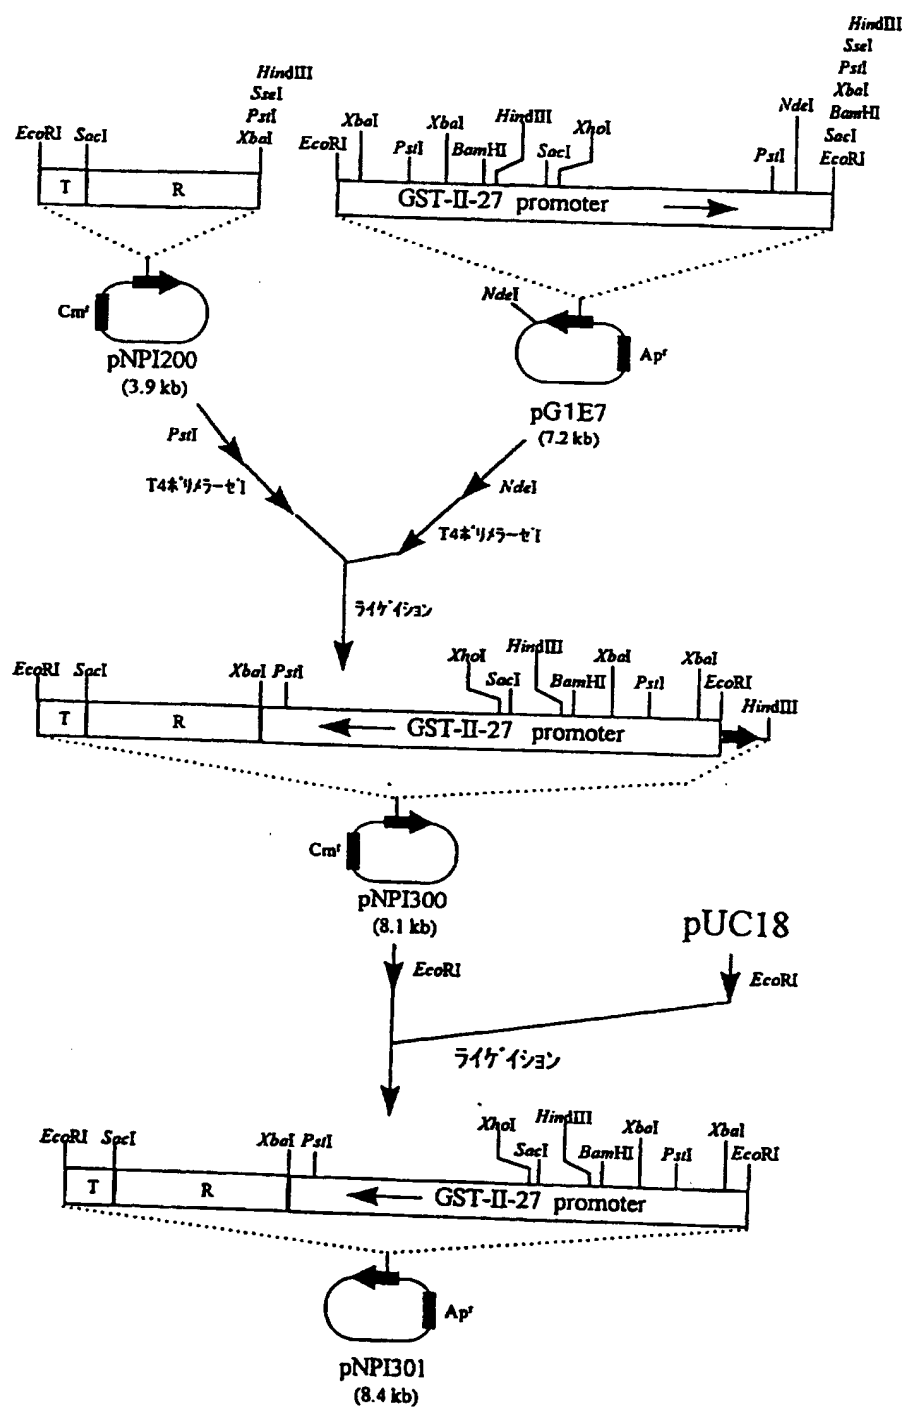 HindIII
SseI
PstI
XbaI
EcoRI SacI
T R
HindIII
SseI
PstI
XbaI
BamHI
SacI
EcoRI
NdeI
PstI
XhoI
SacI
HindIII
BamHI
XbaI
PstI
XbaI
EcoRI
GST-II-27 promoter
Cmʳ
pNPI200
(3.9 kb)
NdeI
Apʳ
pG1E7
(7.2 kb)
PstI
T4ポリメラーゼI
NdeI
T4ポリメラーゼI
ライゲイション
EcoRI SacI XbaI PstI XhoI SacI HindIII BamHI XbaI PstI XbaI EcoRI HindIII
T R GST-II-27 promoter
Cmʳ
pNPI300
(8.1 kb)
pUC18
EcoRI
EcoRI
ライゲイション
EcoRI SacI XbaI PstI XhoI SacI HindIII BamHI XbaI PstI XbaI EcoRI
T R GST-II-27 promoter
Apʳ
pNPI301
(8.4 kb)